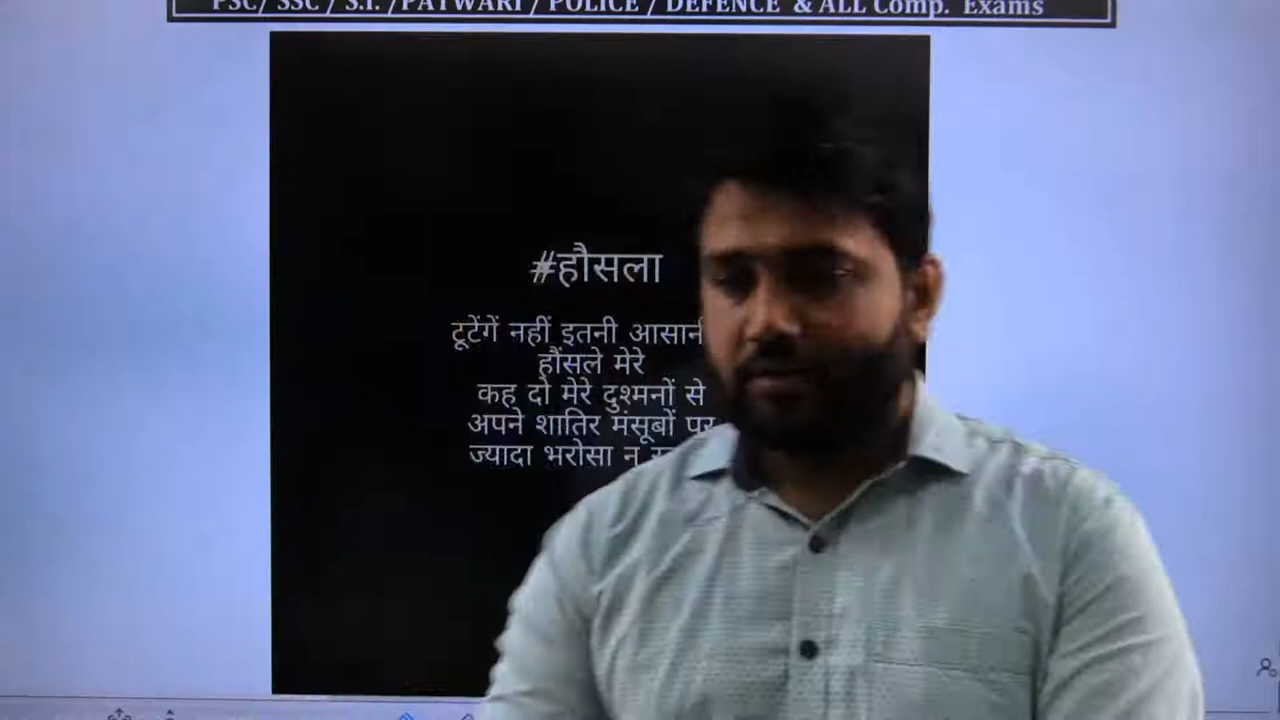 PSC/ SSC / S.I. /PATWARI / POLICE / DEFENCE & ALL Comp. Exams
#हौसला
टूटेंगें नहीं इतनी
हौंसले मेरे
कह दो मेरे दुश्मनों से
अपने शातिर मंसूबों पर
ज्यादा भरोसा न